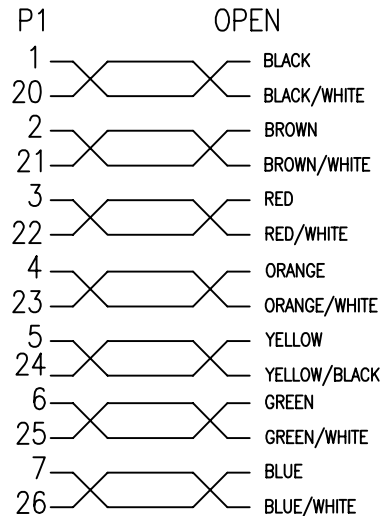 P1 OPEN
1 BLACK
20 BLACK/WHITE
2 BROWN
21 BROWN/WHITE
3 RED
22 RED/WHITE
4 ORANGE
23 ORANGE/WHITE
5 YELLOW
24 YELLOW/BLACK
6 GREEN
25 GREEN/WHITE
7 BLUE
26 BLUE/WHITE